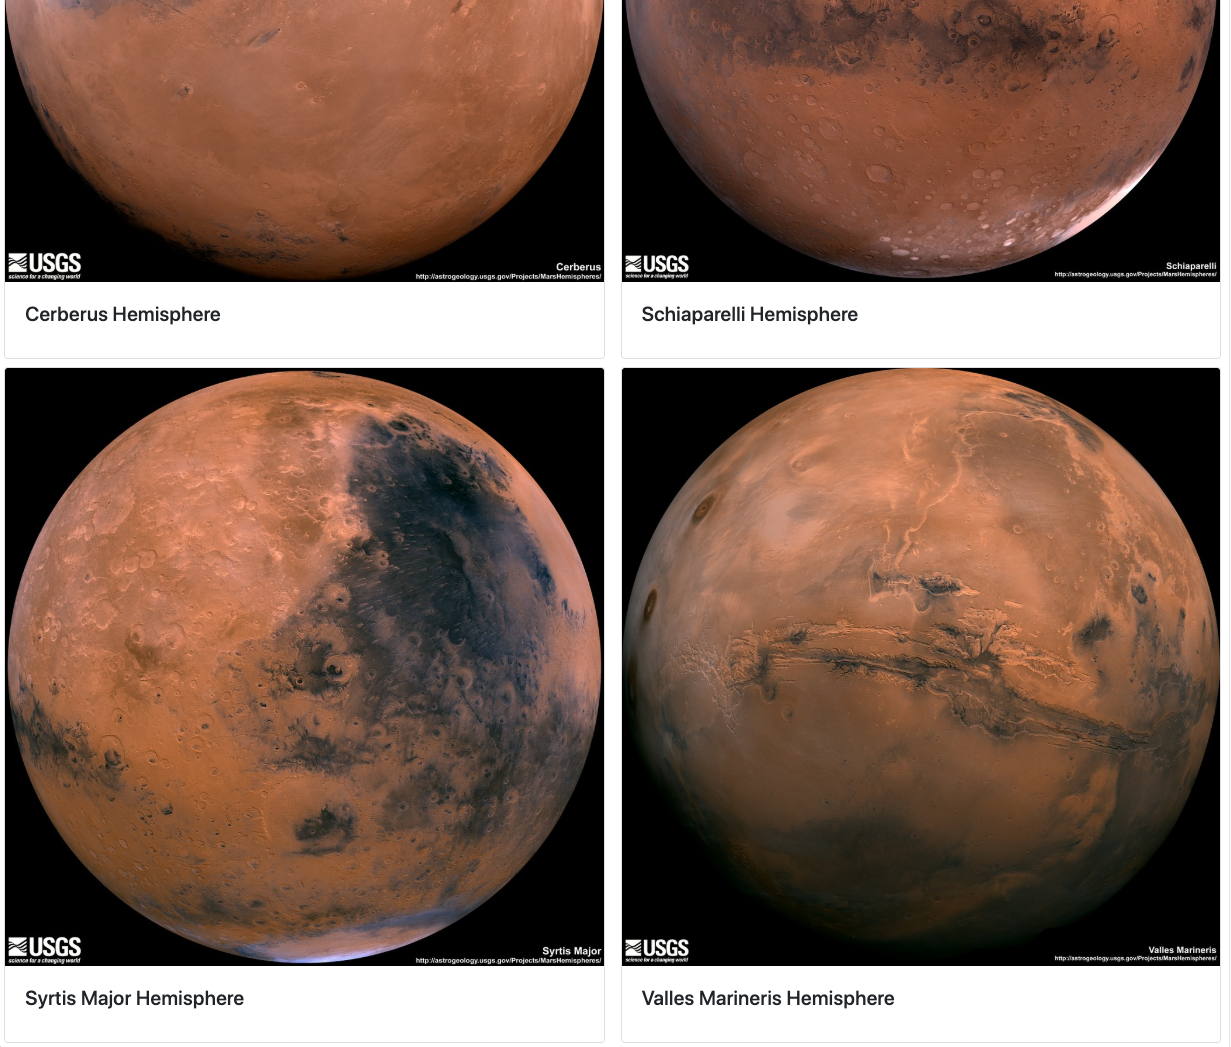 USGS
science for a changing world
Cerberus
http://astrogeology.usgs.gov/Projects/MarsHemispheres/
USGS
science for a changing world
Schiaparelli
http://astrogeology.usgs.gov/Projects/MarsHemispheres/
Cerberus Hemisphere
Schiaparelli Hemisphere
USGS
science for a changing world
Syrtis Major
http://astrogeology.usgs.gov/Projects/MarsHemispheres/
USGS
science for a changing world
Valles Marineris
http://astrogeology.usgs.gov/Projects/MarsHemispheres/
Syrtis Major Hemisphere
Valles Marineris Hemisphere